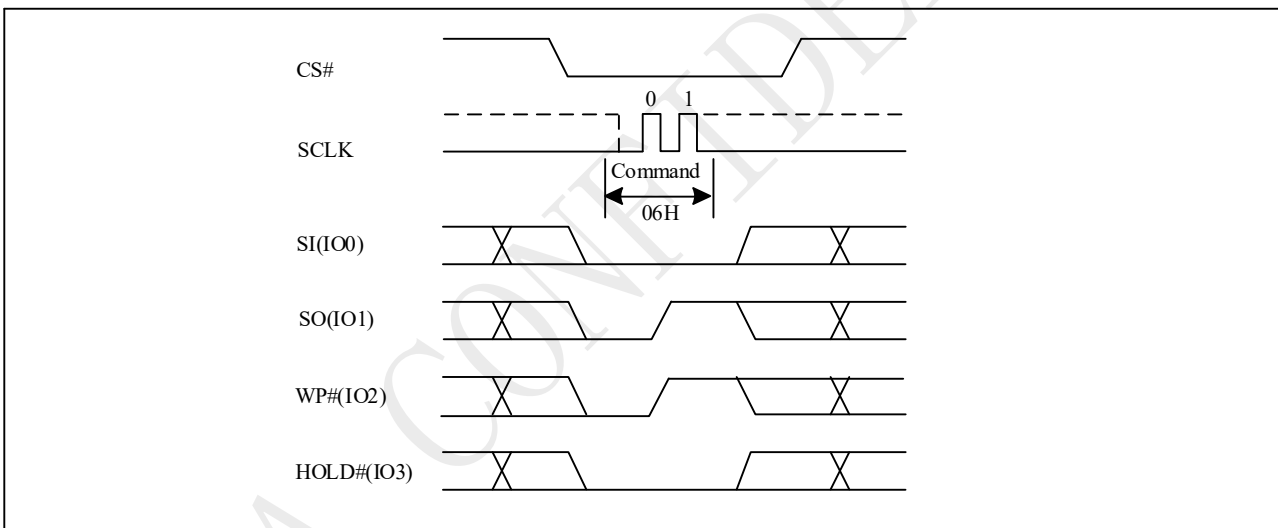 CS#
0 1
SCLK
Command
06H
SI(IO0)
SO(IO1)
WP#(IO2)
HOLD#(IO3)